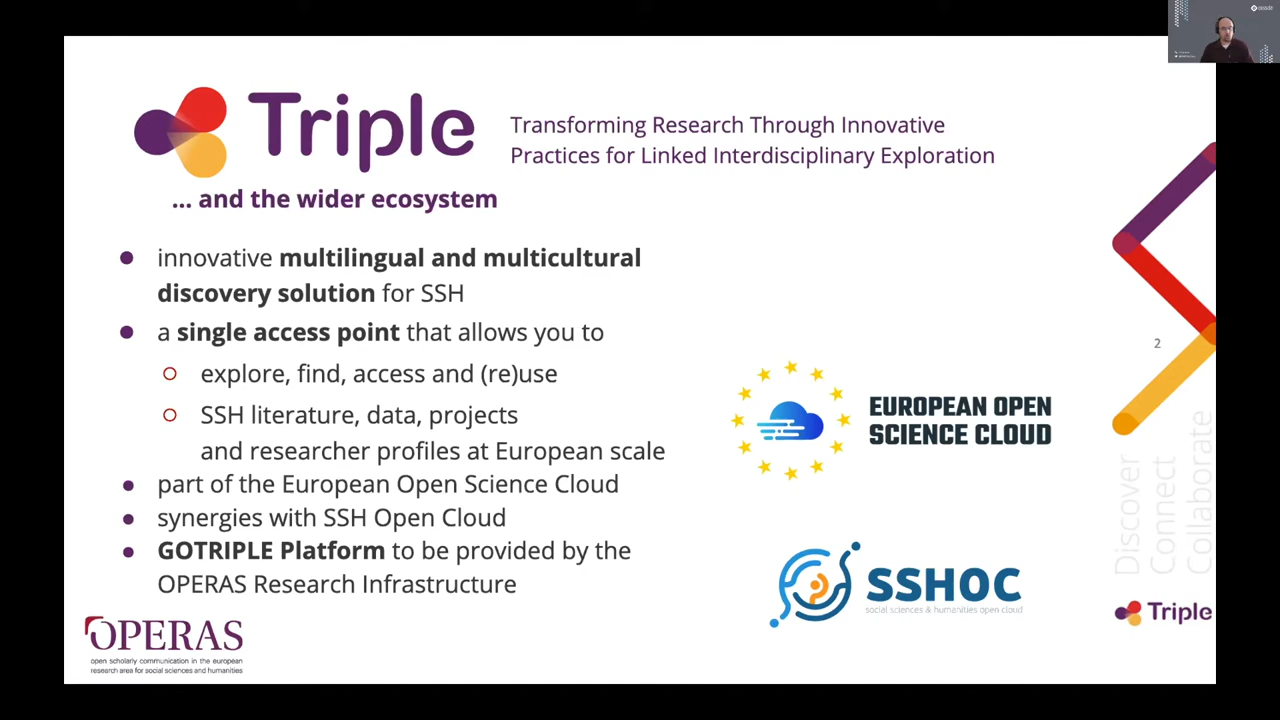 Triple
Transforming Research Through Innovative
Practices for Linked Interdisciplinary Exploration
... and the wider ecosystem
innovative multilingual and multicultural
discovery solution for SSH
a single access point that allows you to
explore, find, access and (re)use
SSH literature, data, projects
and researcher profiles at European scale
part of the European Open Science Cloud
synergies with SSH Open Cloud
GOTRIPLE Platform to be provided by the
OPERAS Research Infrastructure
EUROPEAN OPEN
SCIENCE CLOUD
SSHOC
social sciences & humanities open cloud
2
Discover
Connect
Collaborate
Triple
OPERAS
open scholarly communication in the european
research area for social sciences and humanities